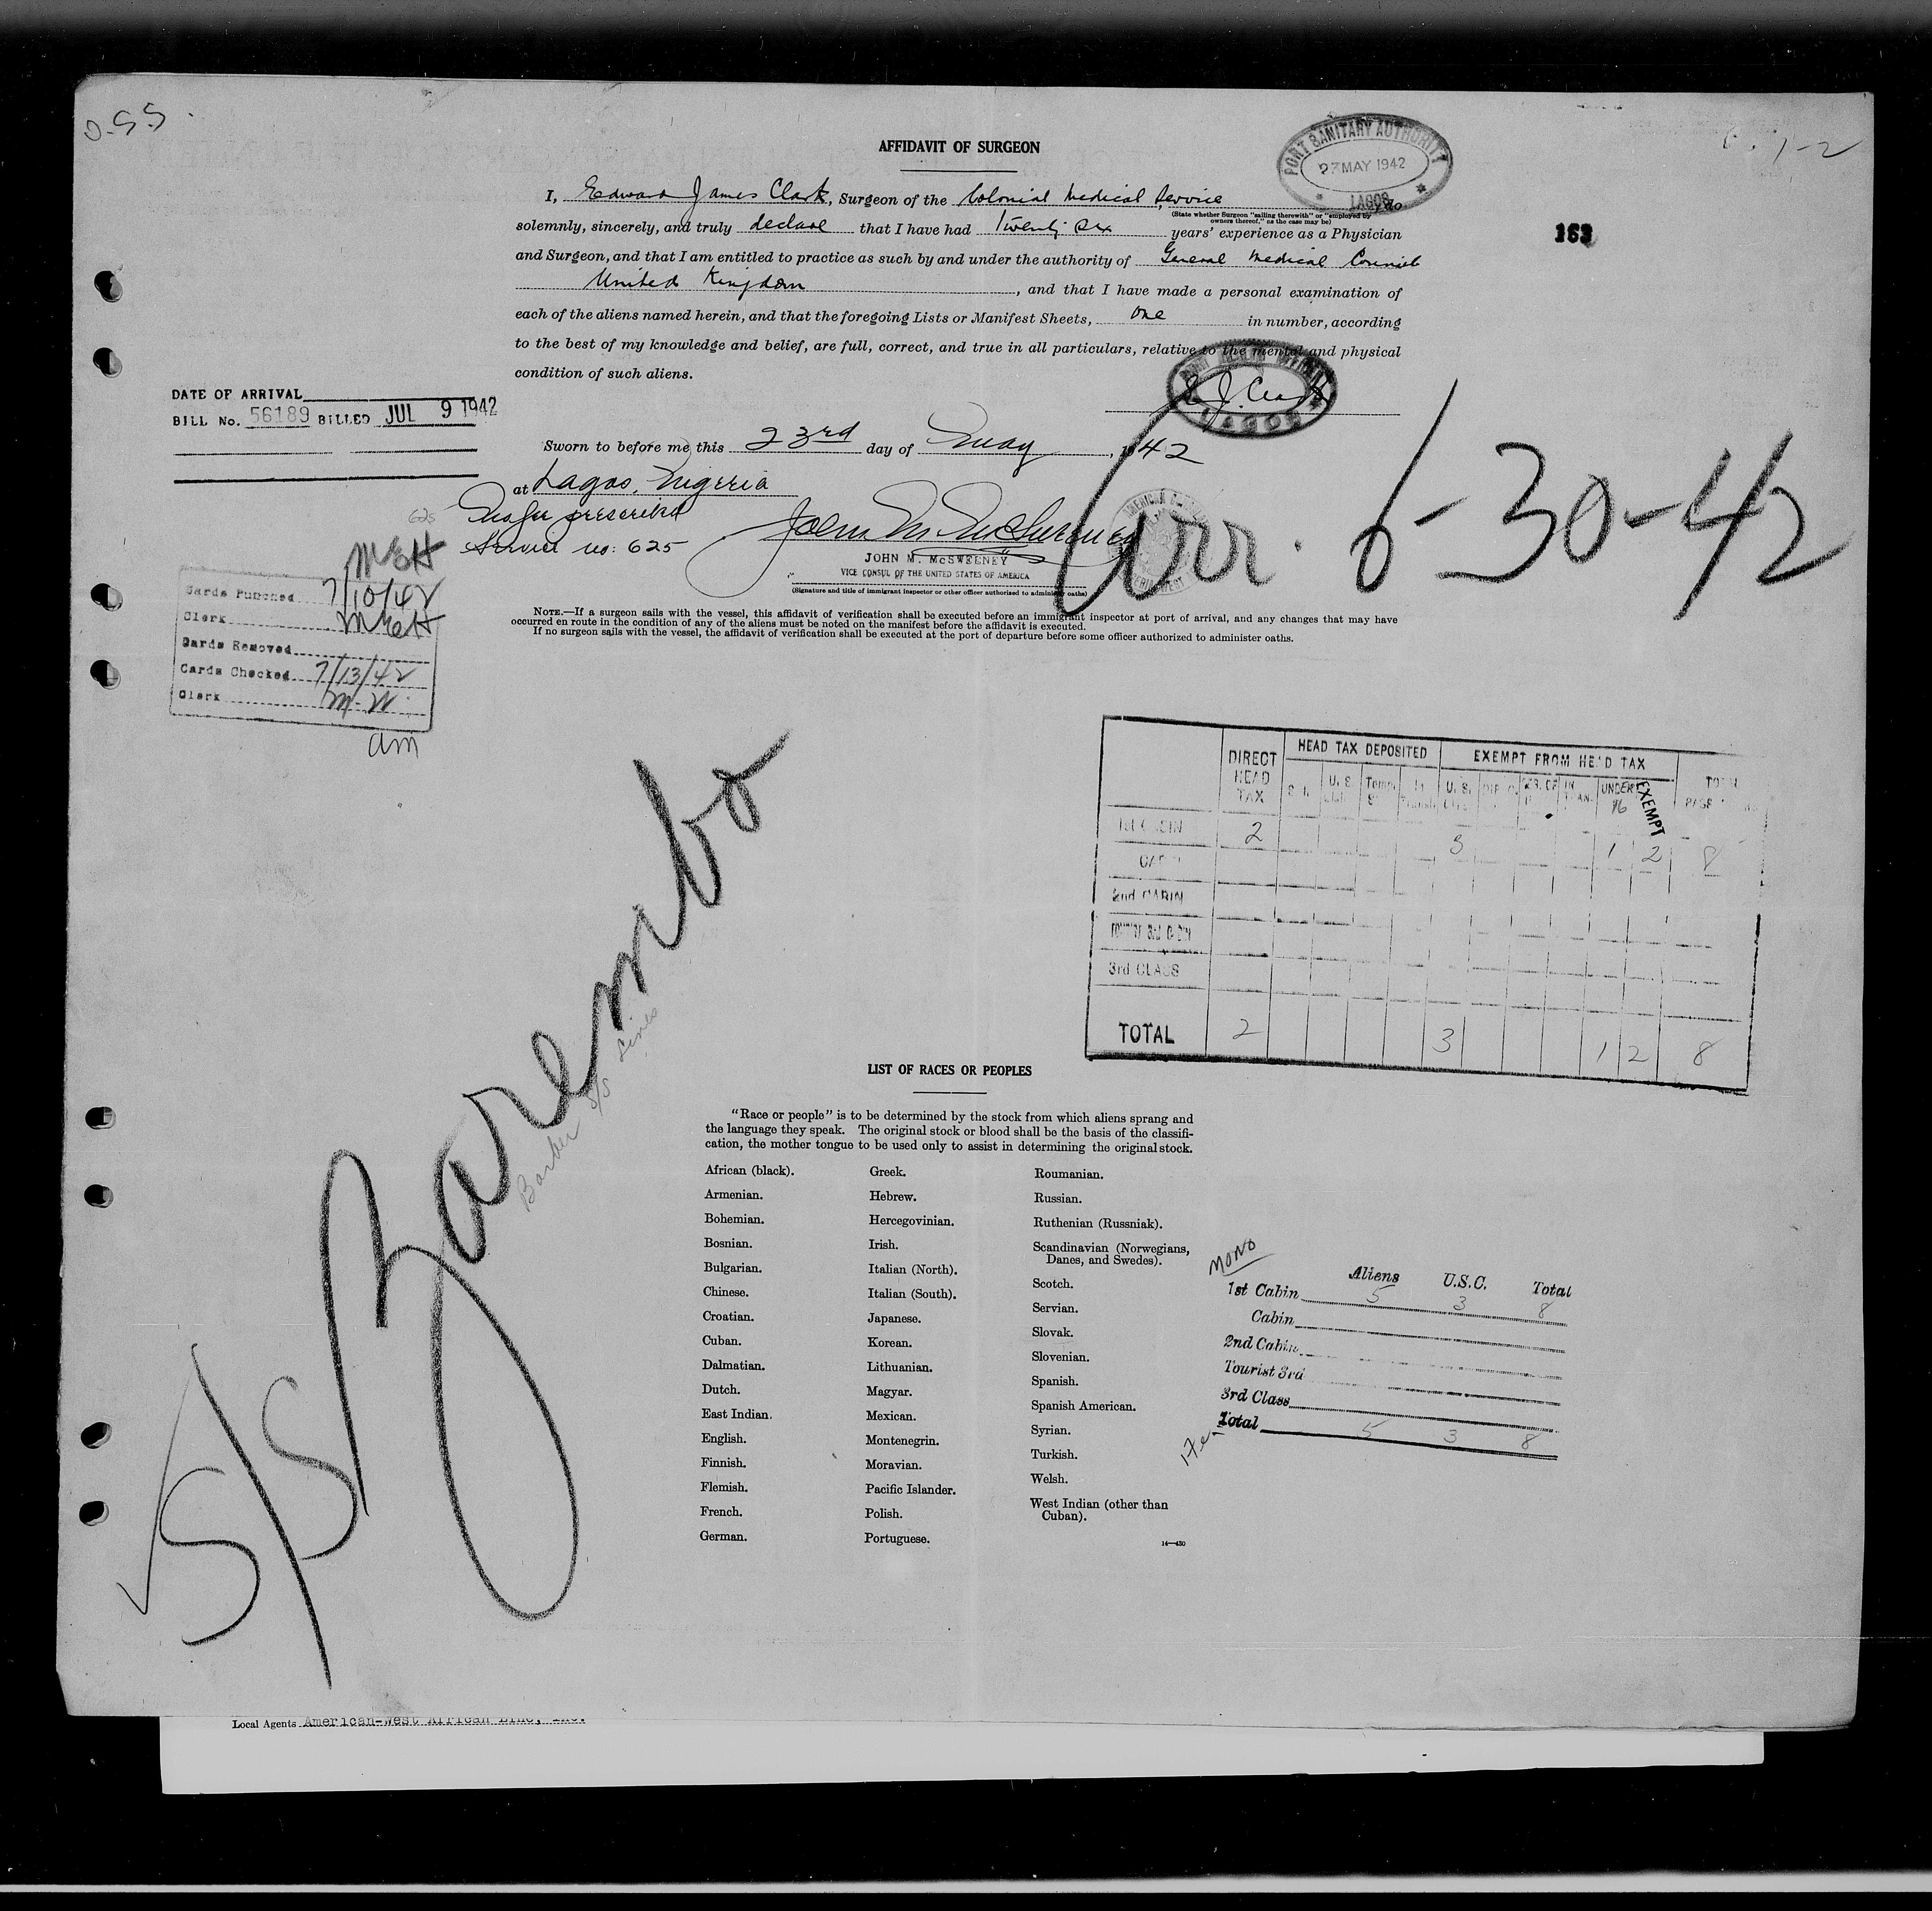 O.S.S.
AFFIDAVIT OF SURGEON
PORT SANITARY AUTHORITY
27 MAY 1942
LAGOS
163
I, Edward James Clark, Surgeon of the Colonial Medical Service
(State whether Surgeon "sailing therewith" or "employed by owners thereof," as the case may be)
solemnly, sincerely, and truly declare that I have had Twenty Six years' experience as a Physician
and Surgeon, and that I am entitled to practice as such by and under the authority of General Medical Council
United Kingdom, and that I have made a personal examination of
each of the aliens named herein, and that the foregoing Lists or Manifest Sheets, One in number, according
to the best of my knowledge and belief, are full, correct, and true in all particulars, relative to the mental and physical
condition of such aliens.
E J. Clark
LAGOS
DATE OF ARRIVAL
BILL No. 56189 BILLED JUL 9 1942
Sworn to before me this 23rd day of May, 1942
at Lagos, Nigeria
No fee prescribed
Service no: 625
625
JOHN M. McSWEENEY
VICE CONSUL OF THE UNITED STATES OF AMERICA
(Signature and title of immigrant inspector or other officer authorized to administer oaths)
Arr. 6-30-42
NOTE.—If a surgeon sails with the vessel, this affidavit of verification shall be executed before an immigrant inspector at port of arrival, and any changes that may have
occurred en route in the condition of any of the aliens must be noted on the manifest before the affidavit is executed.
If no surgeon sails with the vessel, the affidavit of verification shall be executed at the port of departure before some officer authorized to administer oaths.
Cards Punched 7/10/42
Clerk
Cards Removed
Cards Checked 7/13/42
Clerk M.W.
am
DIRECT HEAD TAX
HEAD TAX DEPOSITED
EXEMPT FROM HEAD TAX
UNDER 16
EXEMPT
2 3 1 2 8
2nd CABIN
3rd CLASS
TOTAL 2 3 1 2 8
S/S Zarembo
Barber S/S Lines
LIST OF RACES OR PEOPLES
"Race or people" is to be determined by the stock from which aliens sprang and
the language they speak. The original stock or blood shall be the basis of the classifi-
cation, the mother tongue to be used only to assist in determining the original stock.
African (black).
Armenian.
Bohemian.
Bosnian.
Bulgarian.
Chinese.
Croatian.
Cuban.
Dalmatian.
Dutch.
East Indian.
English.
Finnish.
Flemish.
French.
German.
Greek.
Hebrew.
Hercegovinian.
Irish.
Italian (North).
Italian (South).
Japanese.
Korean.
Lithuanian.
Magyar.
Mexican.
Montenegrin.
Moravian.
Pacific Islander.
Polish.
Portuguese.
Roumanian.
Russian.
Ruthenian (Russniak).
Scandinavian (Norwegians,
Danes, and Swedes).
Scotch.
Servian.
Slovak.
Slovenian.
Spanish.
Spanish American.
Syrian.
Turkish.
Welsh.
West Indian (other than
Cuban).
14—430
MONO
Aliens U.S.C. Total
1st Cabin 5 3 8
Cabin
2nd Cabin
Tourist 3rd
3rd Class
Total 5 3 8
Local Agents American-West African Line, Inc.